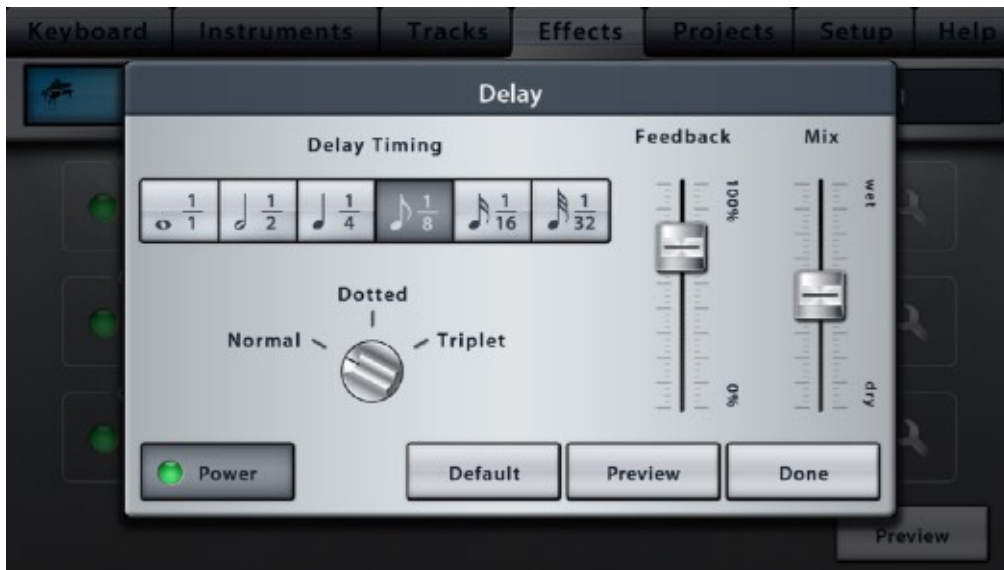 Keyboard Instruments Tracks Effects Projects Setup Help
Delay
Delay Timing
Feedback
Mix
1/1 1/2 1/4 1/8 1/16 1/32
100%
wet
Dotted
Normal
Triplet
0%
dry
Power
Default
Preview
Done
Preview